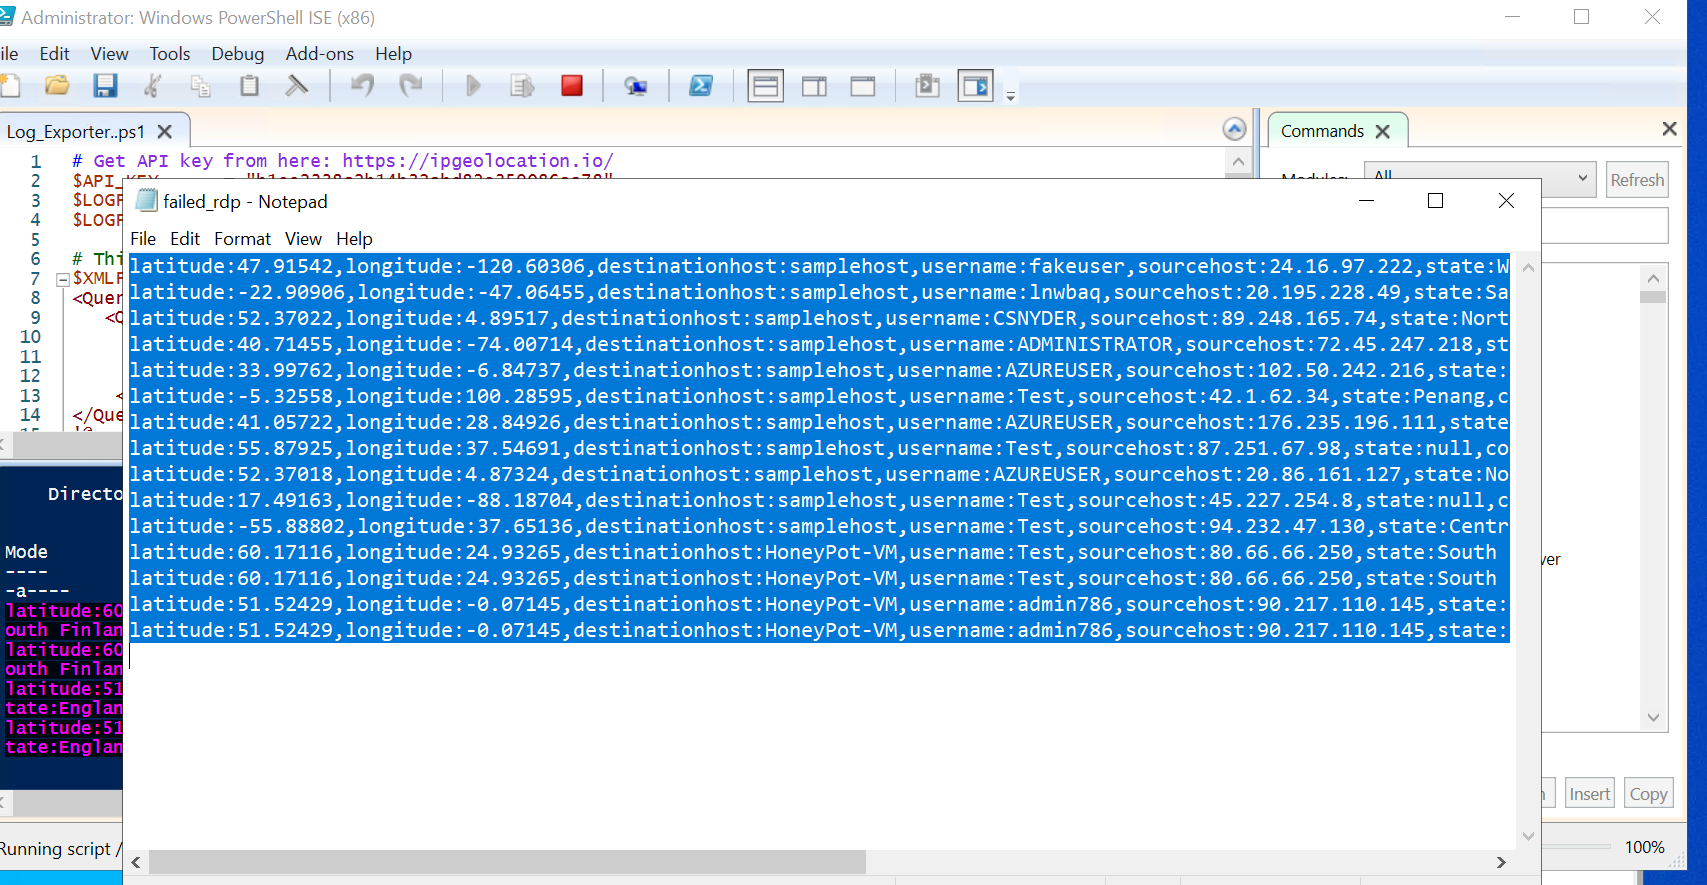 Administrator: Windows PowerShell ISE (x86)
ile Edit View Tools Debug Add-ons Help
Log_Exporter..ps1
Commands
1 # Get API key from here: https://ipgeolocation.io/
2 $API_KEY
3 $LOGF
4 $LOGF
5
6 # Thi
7 $XMLF
8 <Quer
9 <Q
10
11
12
13 <
14 </Que
All
Refresh
failed_rdp - Notepad
File Edit Format View Help
latitude:47.91542,longitude:-120.60306,destinationhost:samplehost,username:fakeuser,sourcehost:24.16.97.222,state:W
latitude:-22.90906,longitude:-47.06455,destinationhost:samplehost,username:lnwbaq,sourcehost:20.195.228.49,state:Sa
latitude:52.37022,longitude:4.89517,destinationhost:samplehost,username:CSNYDER,sourcehost:89.248.165.74,state:Nort
latitude:40.71455,longitude:-74.00714,destinationhost:samplehost,username:ADMINISTRATOR,sourcehost:72.45.247.218,st
latitude:33.99762,longitude:-6.84737,destinationhost:samplehost,username:AZUREUSER,sourcehost:102.50.242.216,state:
latitude:-5.32558,longitude:100.28595,destinationhost:samplehost,username:Test,sourcehost:42.1.62.34,state:Penang,c
latitude:41.05722,longitude:28.84926,destinationhost:samplehost,username:AZUREUSER,sourcehost:176.235.196.111,state
latitude:55.87925,longitude:37.54691,destinationhost:samplehost,username:Test,sourcehost:87.251.67.98,state:null,co
latitude:52.37018,longitude:4.87324,destinationhost:samplehost,username:AZUREUSER,sourcehost:20.86.161.127,state:No
latitude:17.49163,longitude:-88.18704,destinationhost:samplehost,username:Test,sourcehost:45.227.254.8,state:null,c
latitude:-55.88802,longitude:37.65136,destinationhost:samplehost,username:Test,sourcehost:94.232.47.130,state:Centr
latitude:60.17116,longitude:24.93265,destinationhost:HoneyPot-VM,username:Test,sourcehost:80.66.66.250,state:South
latitude:60.17116,longitude:24.93265,destinationhost:HoneyPot-VM,username:Test,sourcehost:80.66.66.250,state:South
latitude:51.52429,longitude:-0.07145,destinationhost:HoneyPot-VM,username:admin786,sourcehost:90.217.110.145,state:
latitude:51.52429,longitude:-0.07145,destinationhost:HoneyPot-VM,username:admin786,sourcehost:90.217.110.145,state:
Directo
Mode
----
-a----
latitude:60
outh Finlan
latitude:60
outh Finlan
latitude:51
tate:Englan
latitude:51
tate:Englan
ver
Insert Copy
Running script /
100%